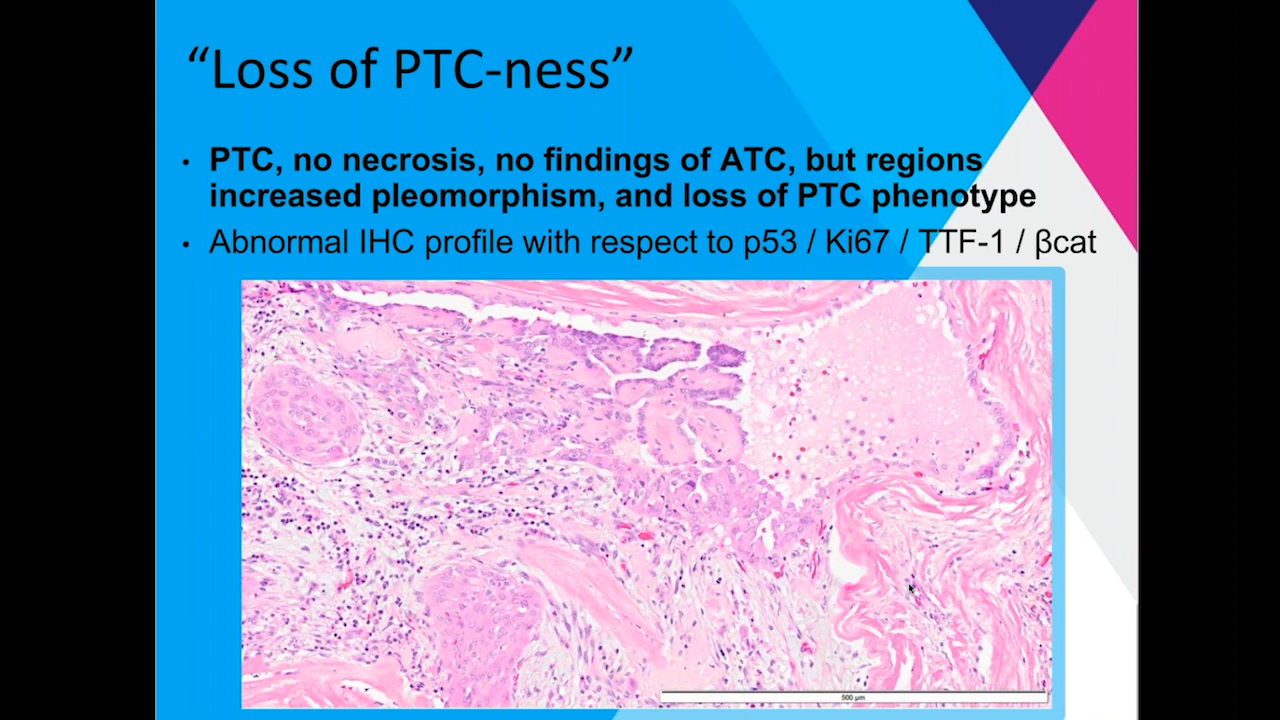 “Loss of PTC-ness”
• PTC, no necrosis, no findings of ATC, but regions
increased pleomorphism, and loss of PTC phenotype
• Abnormal IHC profile with respect to p53 / Ki67 / TTF-1 / βcat
500 µm